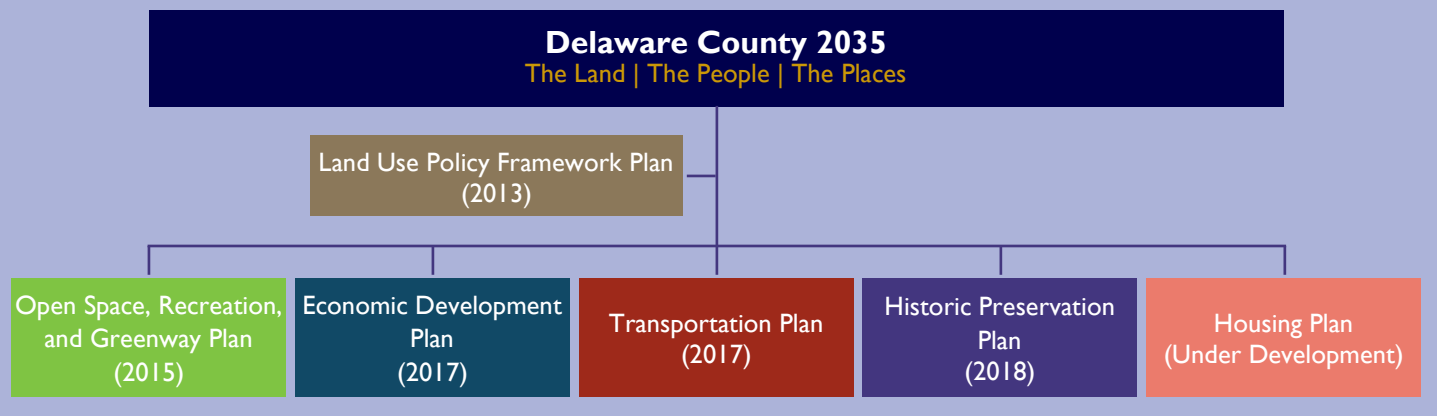 Delaware County 2035
The Land | The People | The Places
Land Use Policy Framework Plan
(2013)
Open Space, Recreation,
and Greenway Plan
(2015)
Economic Development
Plan
(2017)
Transportation Plan
(2017)
Historic Preservation
Plan
(2018)
Housing Plan
(Under Development)